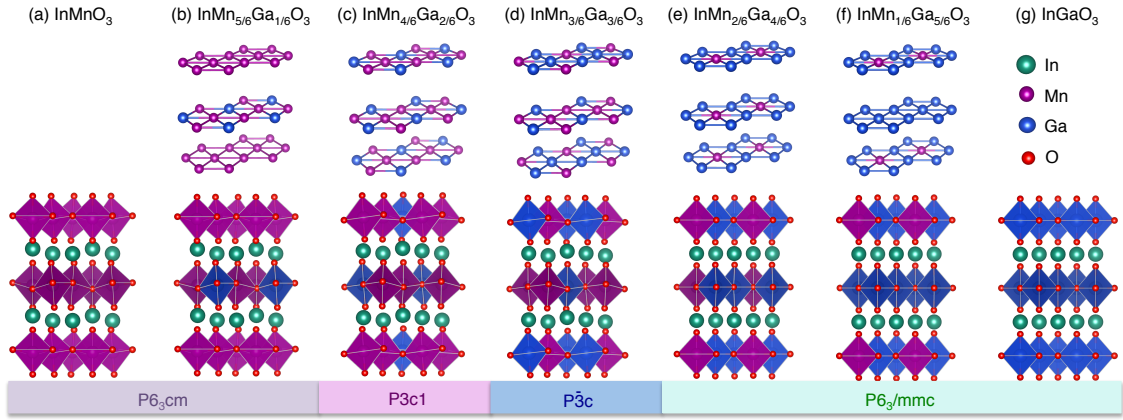 (a) InMnO₃
(b) InMn₅/₆Ga₁/₆O₃
(c) InMn₄/₆Ga₂/₆O₃
(d) InMn₃/₆Ga₃/₆O₃
(e) InMn₂/₆Ga₄/₆O₃
(f) InMn₁/₆Ga₅/₆O₃
(g) InGaO₃
In
Mn
Ga
O
P6₃cm
P3c1
P3̄c
P6₃/mmc